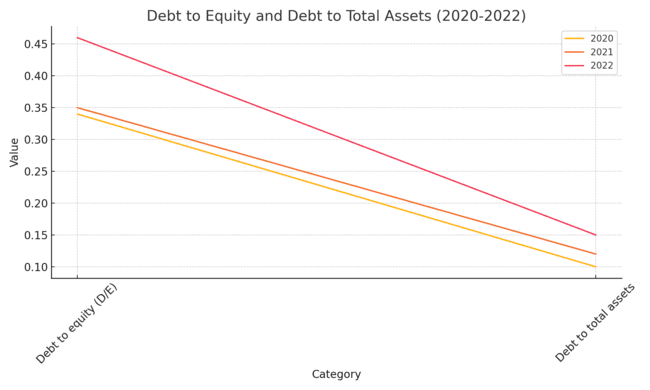 Debt to Equity and Debt to Total Assets (2020-2022)
2020
2021
2022
0.45
0.40
0.35
0.30
0.25
0.20
0.15
0.10
Value
Debt to equity (D/E)
Debt to total assets
Category